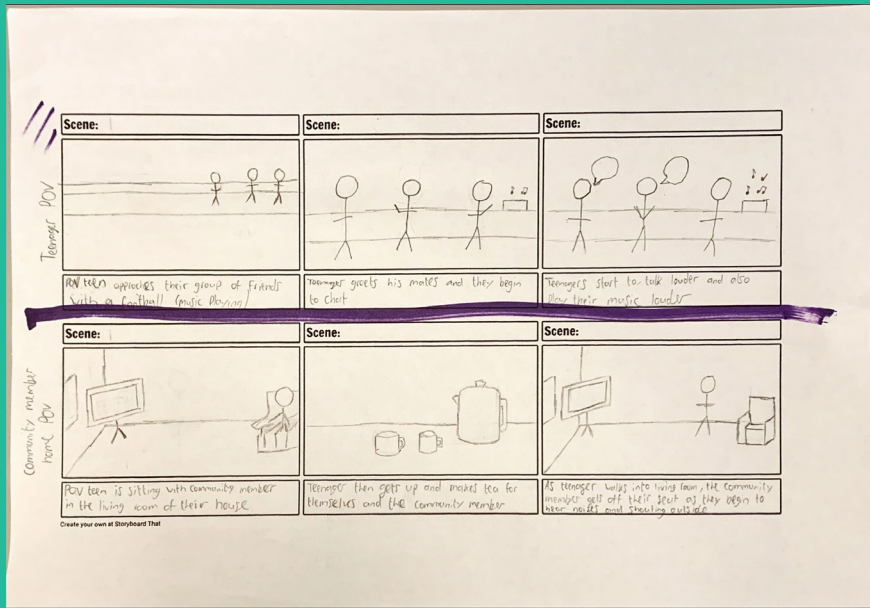 Scene:
Scene:
Scene:
Teenager POV
POV teen approaches their group of friends
with a football (music playing)
Teenager greets his mates and they begin
to chat
Teenagers start to talk louder and also
play their music louder
Scene:
Scene:
Scene:
community member
home POV
POV teen is sitting with community member
in the living room of their house
Teenager then gets up and makes tea for
themselves and the community member
As teenager walks into living room, the community
member gets off their seat as they begin to
hear noises and shouting outside
Create your own at Storyboard That